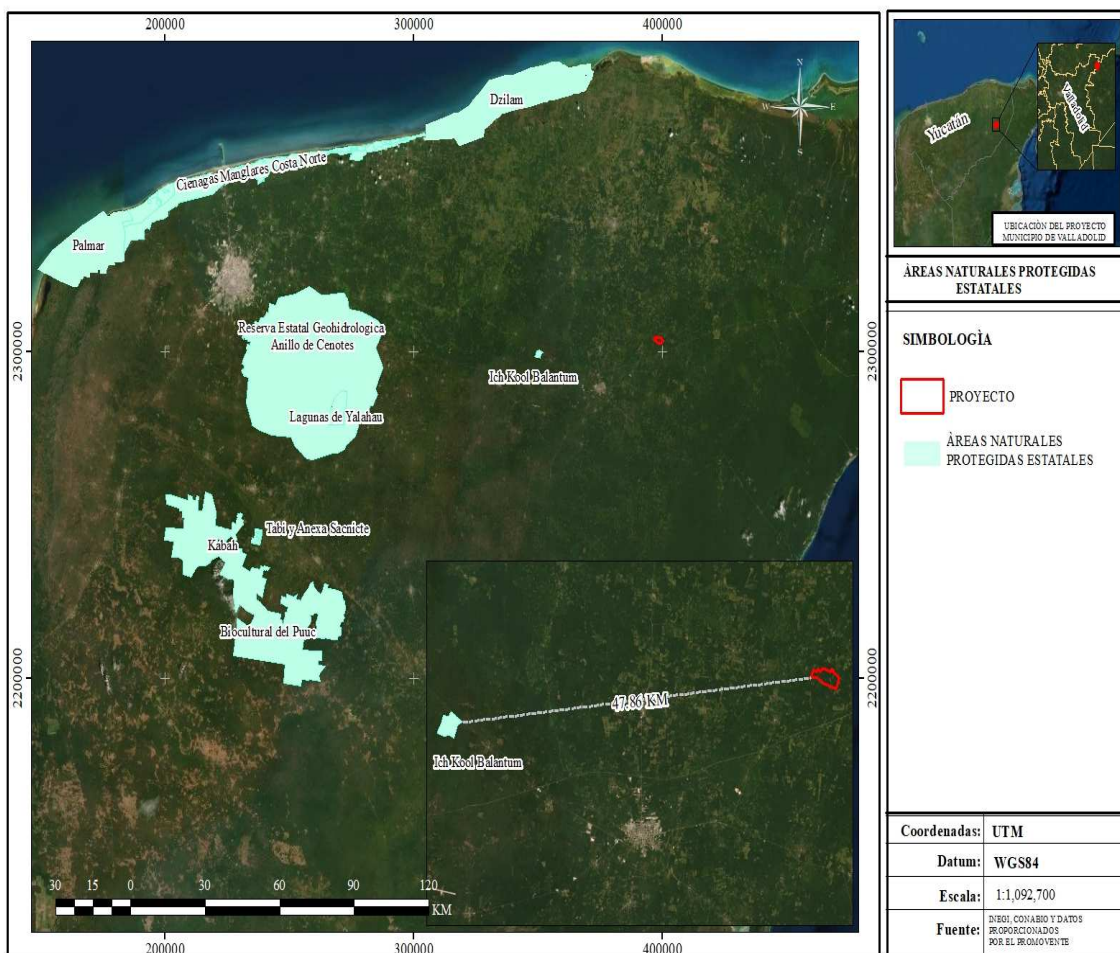 200000
300000
400000
2300000
2200000
2300000
2200000
200000
300000
400000
N
W
E
S
Dzilam
Cienagas Manglares Costa Norte
Palmar
Reserva Estatal Geohidrologica
Anillo de Cenotes
Lagunas de Yalahau
Ich Kool Balantum
Tabi y Anexa Sacnicte
Kabah
Biocultural del Puuc
47.86 KM
Ich Kool Balantum
30 15 0 30 60 90 120
KM
Yucatán
Valladolid
UBICACIÒN DEL PROYECTO
MUNICIPIO DE VALLADOLID
ÀREAS NATURALES PROTEGIDAS
ESTATALES
SIMBOLOGÌA
PROYECTO
ÀREAS NATURALES
PROTEGIDAS ESTATALES
Coordenadas: UTM
Datum: WGS84
Escala: 1:1,092,700
Fuente: INEGI, CONABIO Y DATOS
PROPORCIONADOS
POR EL PROMOVENTE